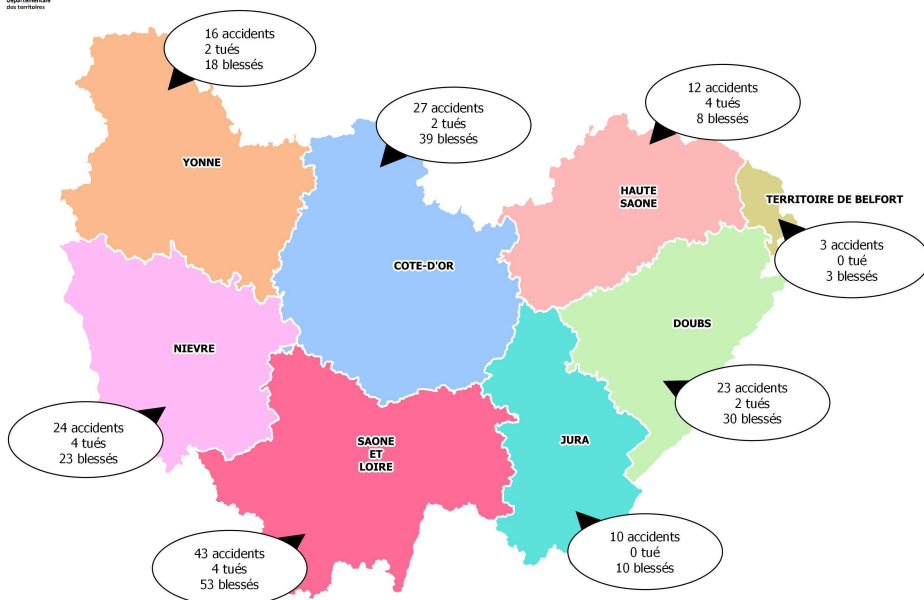 Départementale
des territoires
16 accidents
2 tués
18 blessés
27 accidents
2 tués
39 blessés
12 accidents
4 tués
8 blessés
YONNE
HAUTE
SAONE
TERRITOIRE DE BELFORT
3 accidents
0 tué
3 blessés
COTE-D'OR
DOUBS
NIEVRE
23 accidents
2 tués
30 blessés
24 accidents
4 tués
23 blessés
SAONE
ET
LOIRE
JURA
10 accidents
0 tué
10 blessés
43 accidents
4 tués
53 blessés